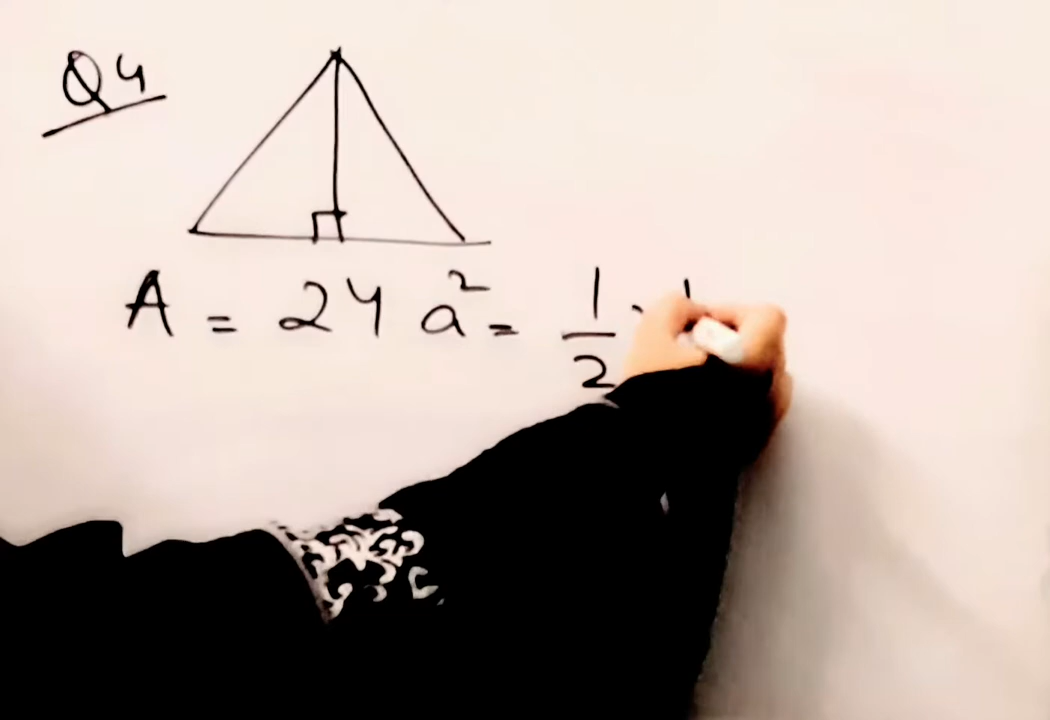 Q4
A = 24 a² = 1/2 ·